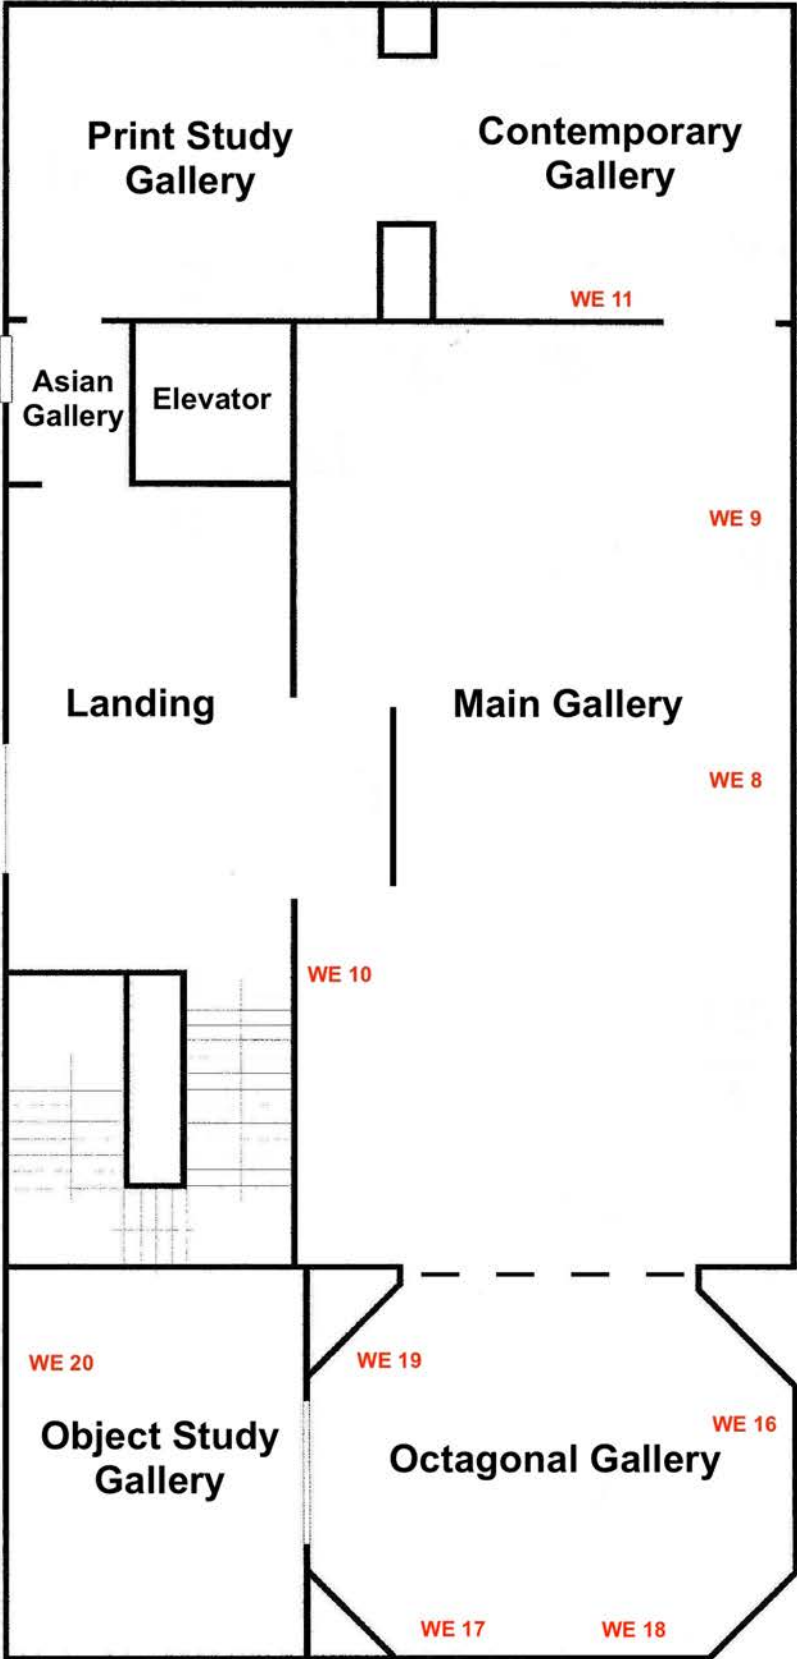 Print Study
Gallery
Contemporary
Gallery
WE 11
Asian
Gallery
Elevator
WE 9
Landing
Main Gallery
WE 8
WE 10
WE 20
WE 19
Object Study
Gallery
WE 16
Octagonal Gallery
WE 17
WE 18